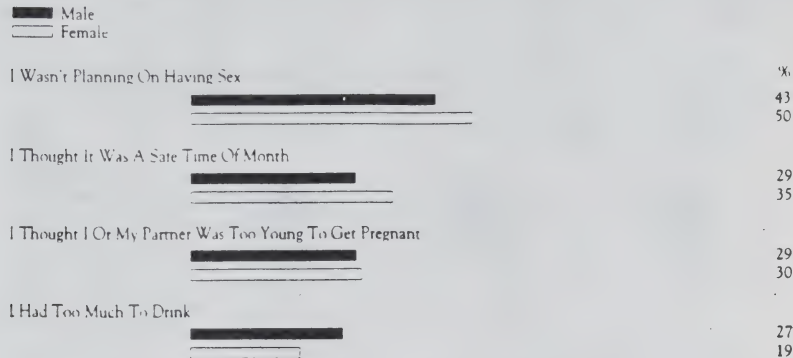 Male
Female
I Wasn't Planning On Having Sex
%
43
50
I Thought It Was A Safe Time Of Month
29
35
I Thought I Or My Partner Was Too Young To Get Pregnant
29
30
I Had Too Much To Drink
27
19